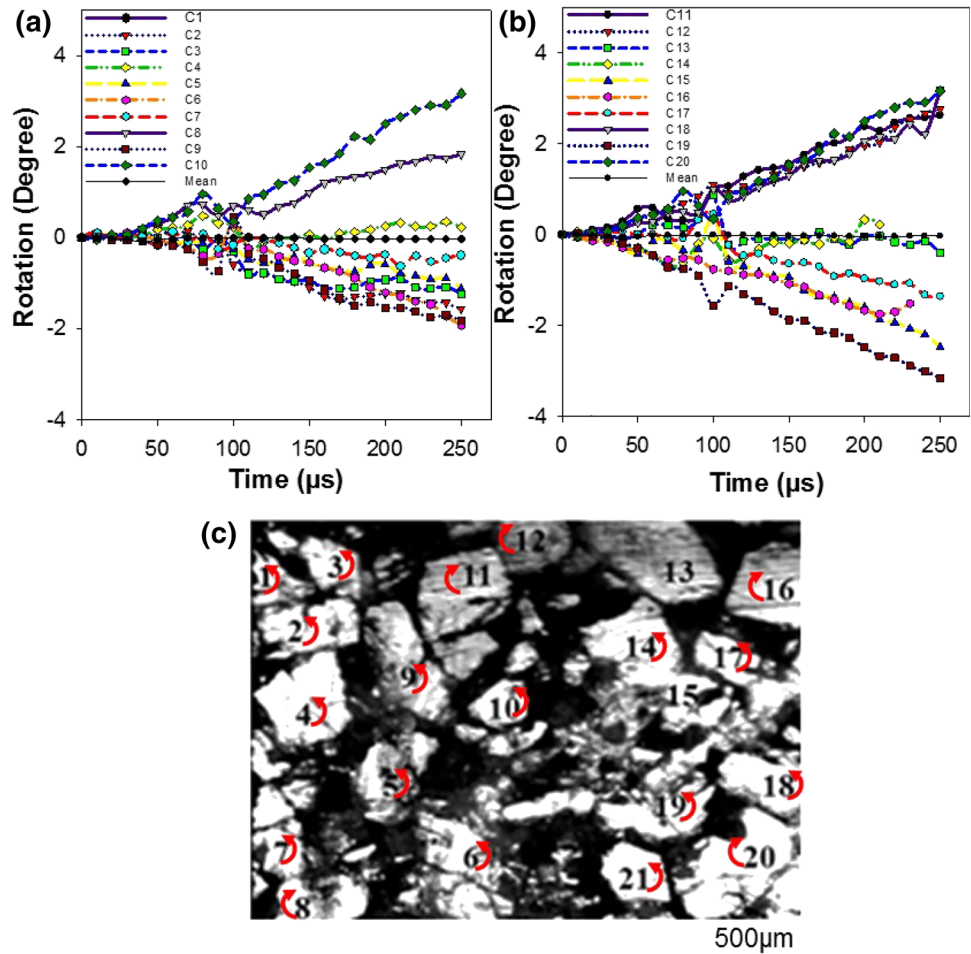 (a)
C1
C2
C3
C4
C5
C6
C7
C8
C9
C10
Mean
4
2
0
-2
-4
Rotation (Degree)
0 50 100 150 200 250
Time (µs)
(b)
C11
C12
C13
C14
C15
C16
C17
C18
C19
C20
Mean
4
2
0
-2
-4
Rotation (Degree)
0 50 100 150 200 250
Time (µs)
(c)
12
1 3 11 13 16
2 14 17
9
4 10 15
5 19 18
7 6 20
21
8
500µm